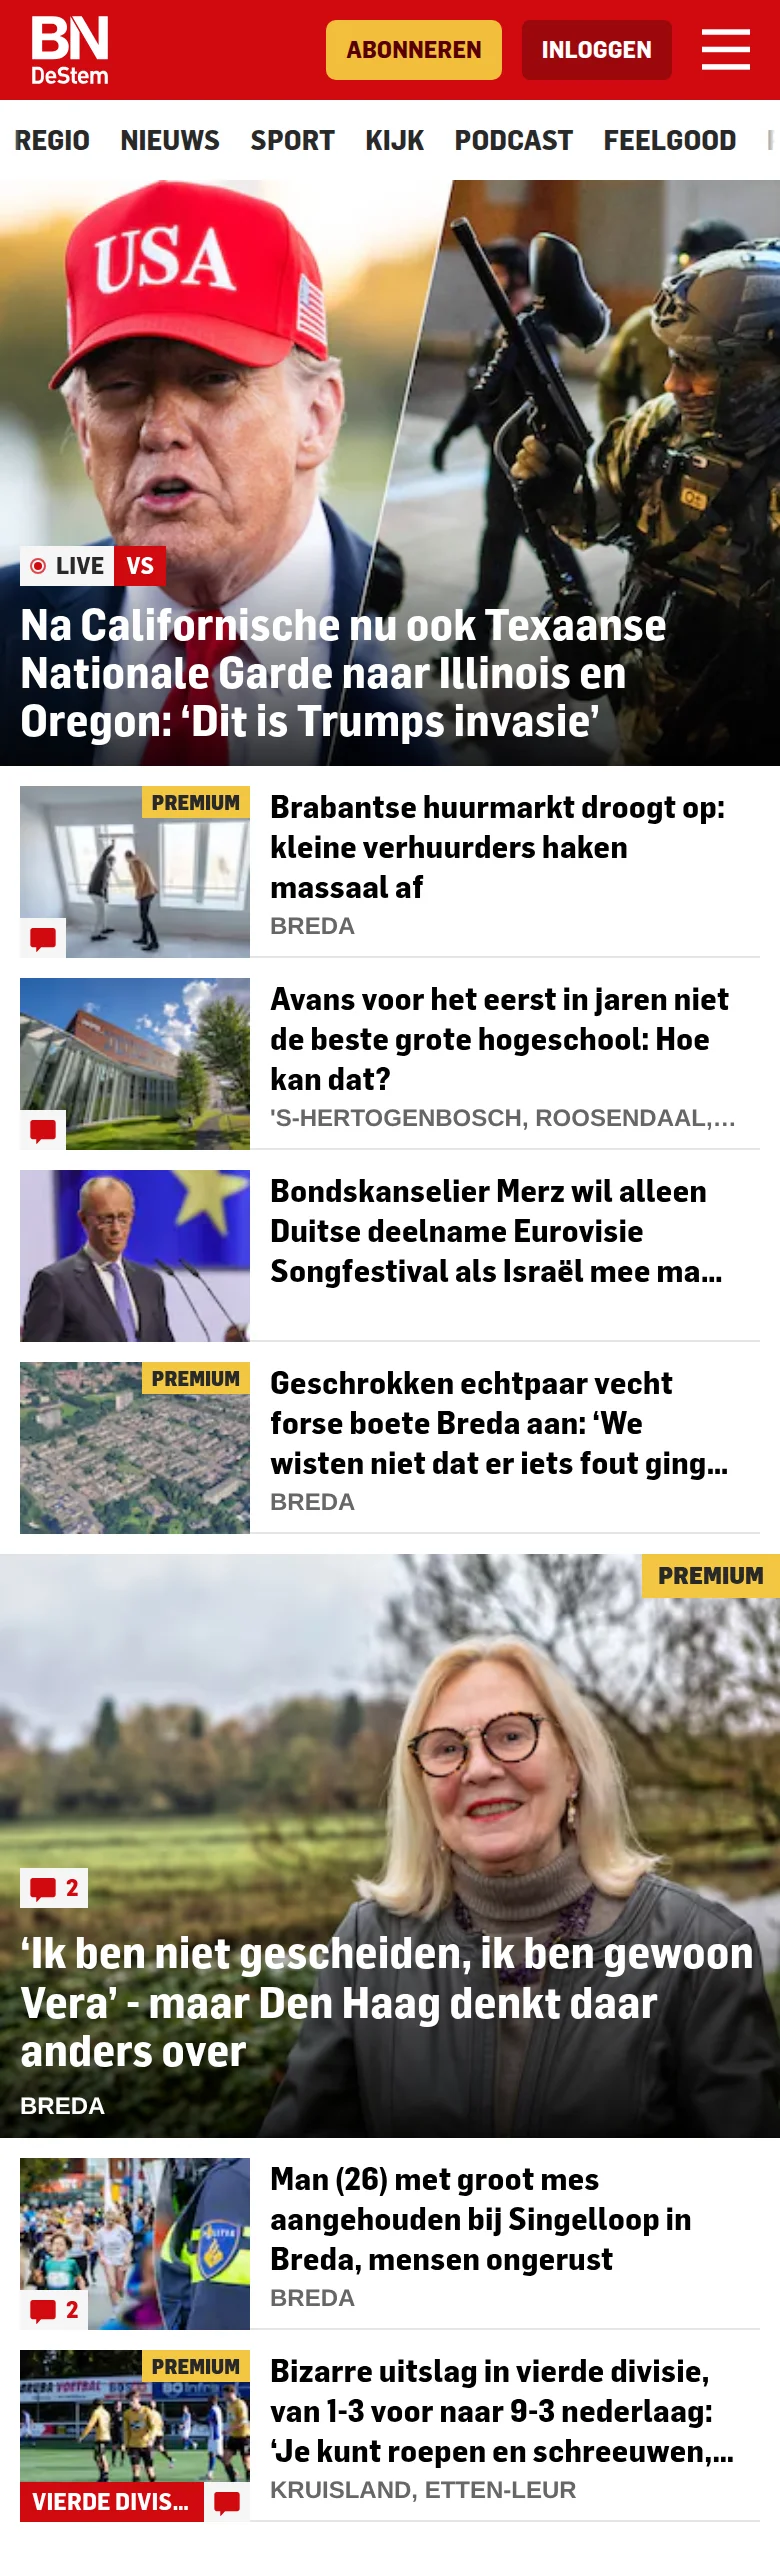 BN
DeStem
ABONNEREN
INLOGGEN
REGIO NIEUWS SPORT KIJK PODCAST FEELGOOD
USA
LIVE VS
Na Californische nu ook Texaanse
Nationale Garde naar Illinois en
Oregon: ‘Dit is Trumps invasie’
PREMIUM
Brabantse huurmarkt droogt op:
kleine verhuurders haken
massaal af
BREDA
Avans voor het eerst in jaren niet
de beste grote hogeschool: Hoe
kan dat?
'S-HERTOGENBOSCH, ROOSENDAAL,...
Bondskanselier Merz wil alleen
Duitse deelname Eurovisie
Songfestival als Israël mee ma...
PREMIUM
Geschrokken echtpaar vecht
forse boete Breda aan: ‘We
wisten niet dat er iets fout ging...
BREDA
PREMIUM
2
‘Ik ben niet gescheiden, ik ben gewoon
Vera’ - maar Den Haag denkt daar
anders over
BREDA
2
Man (26) met groot mes
aangehouden bij Singelloop in
Breda, mensen ongerust
BREDA
PREMIUM
VIERDE DIVIS...
Bizarre uitslag in vierde divisie,
van 1-3 voor naar 9-3 nederlaag:
‘Je kunt roepen en schreeuwen,...
KRUISLAND, ETTEN-LEUR